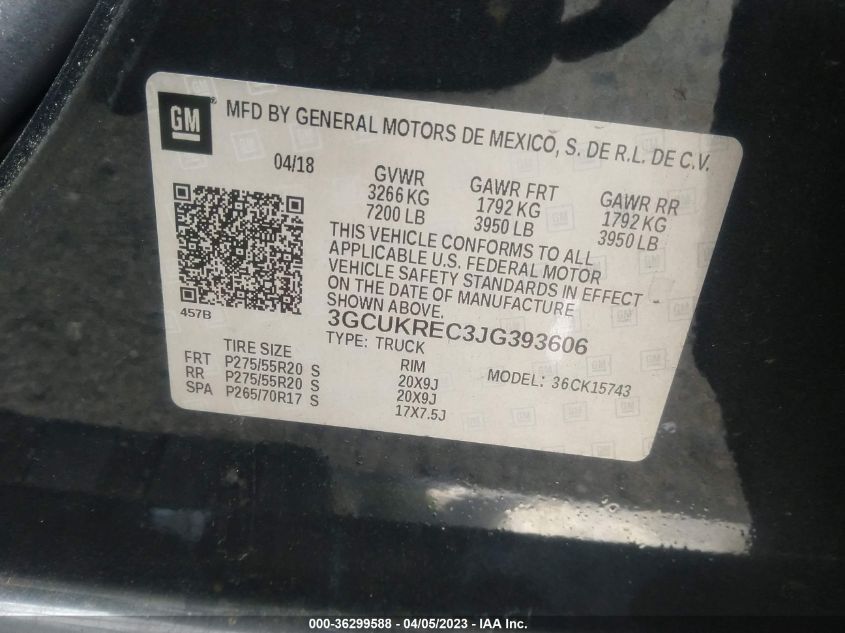 GM® MFD BY GENERAL MOTORS DE MEXICO, S. DE R.L. DE C.V.
04/18 GVWR GAWR FRT GAWR RR
3266 KG 1792 KG 1792 KG
7200 LB 3950 LB 3950 LB
THIS VEHICLE CONFORMS TO ALL
APPLICABLE U.S. FEDERAL MOTOR
VEHICLE SAFETY STANDARDS IN EFFECT
ON THE DATE OF MANUFACTURE
SHOWN ABOVE.
457B
3GCUKREC3JG393606
TYPE: TRUCK
TIRE SIZE RIM MODEL: 36CK15743
FRT P275/55R20 S 20X9J
RR P275/55R20 S 20X9J
SPA P265/70R17 S 17X7.5J
000-36299588 - 04/05/2023 - IAA Inc.